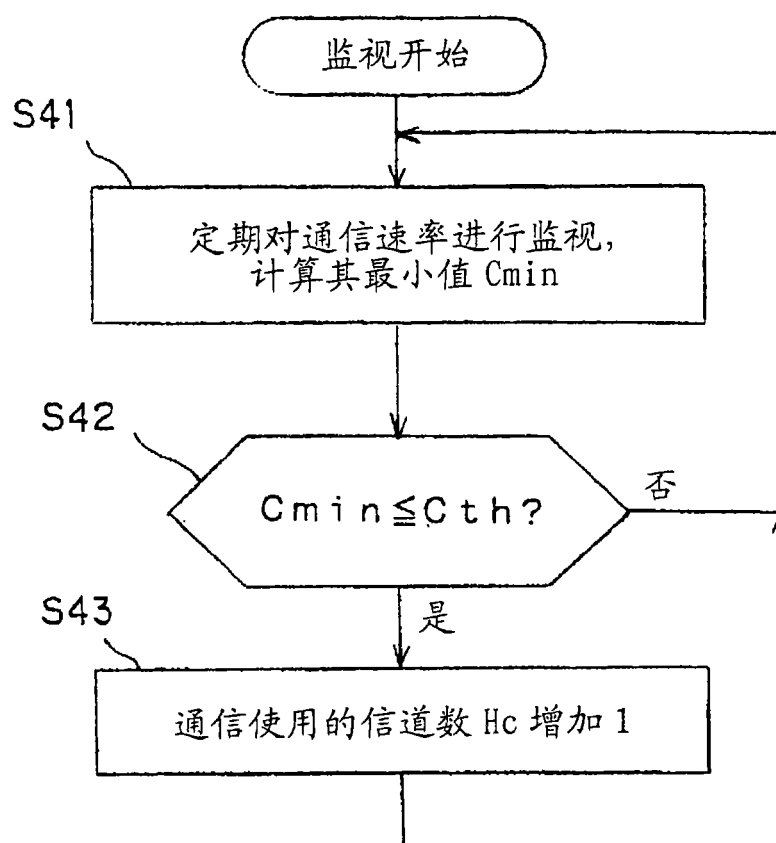 监视开始
S41
定期对通信速率进行监视,
计算其最小值 Cmin
S42
Cmin≦Cth?
否
是
S43
通信使用的信道数 Hc 增加 1